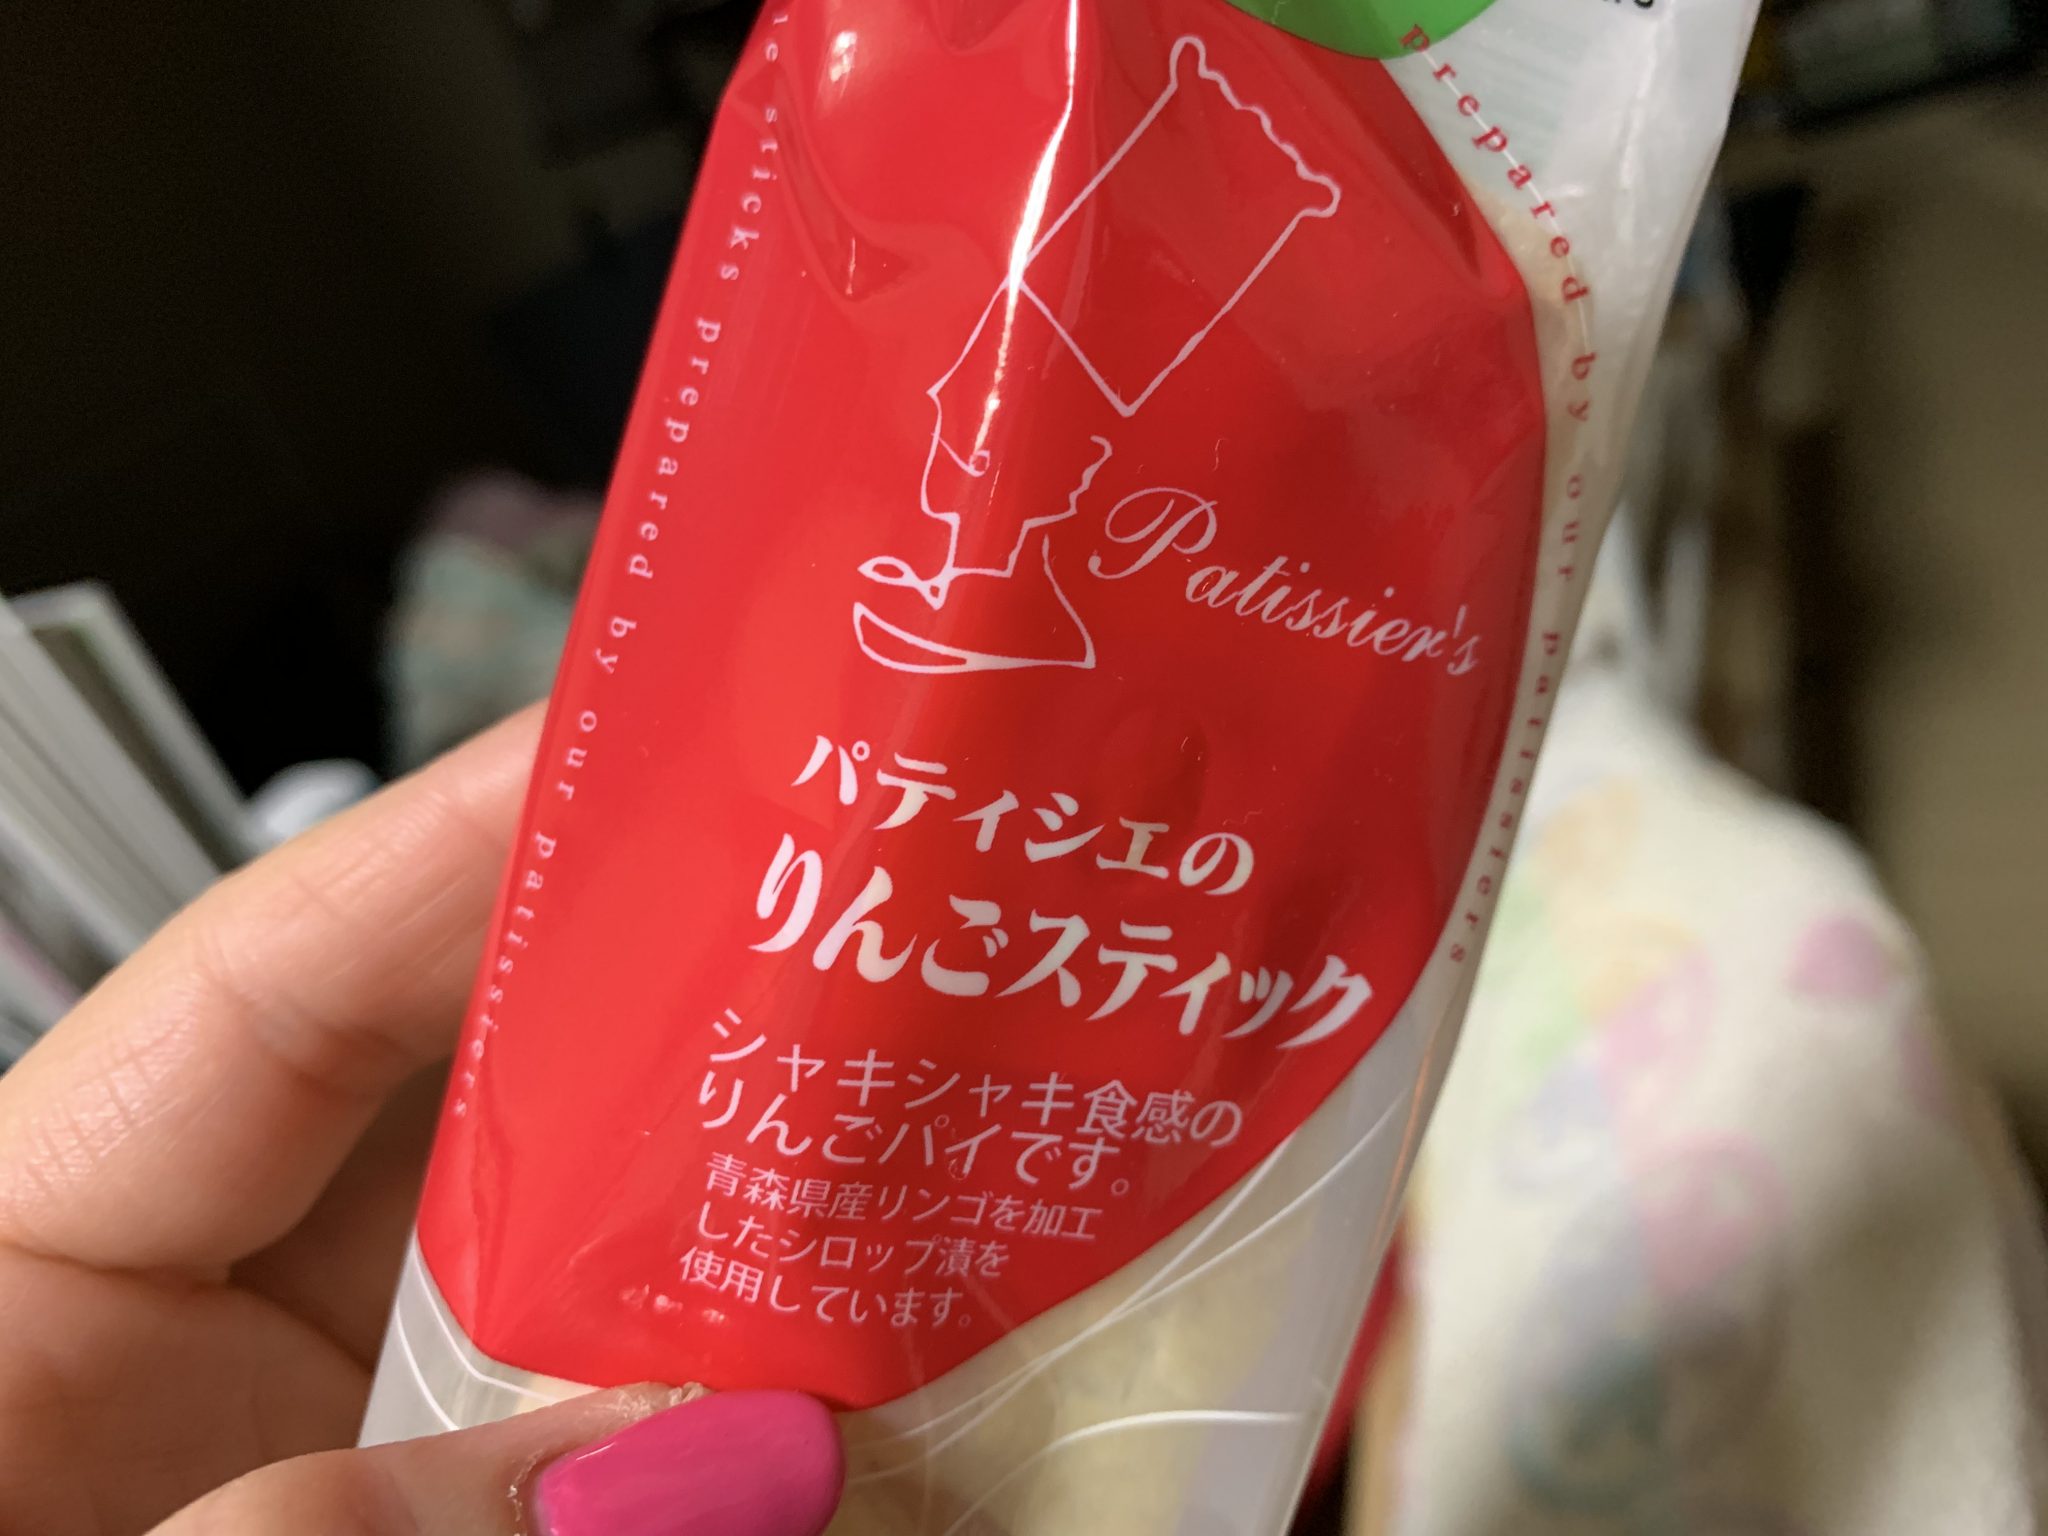 Patissier's
パティシエの
りんごスティック
シャキシャキ食感の
りんごパイです。
青森県産リンゴを加工
したシロップ漬を
使用しています。
sticks prepared by our patissiers
prepared by our patissiers